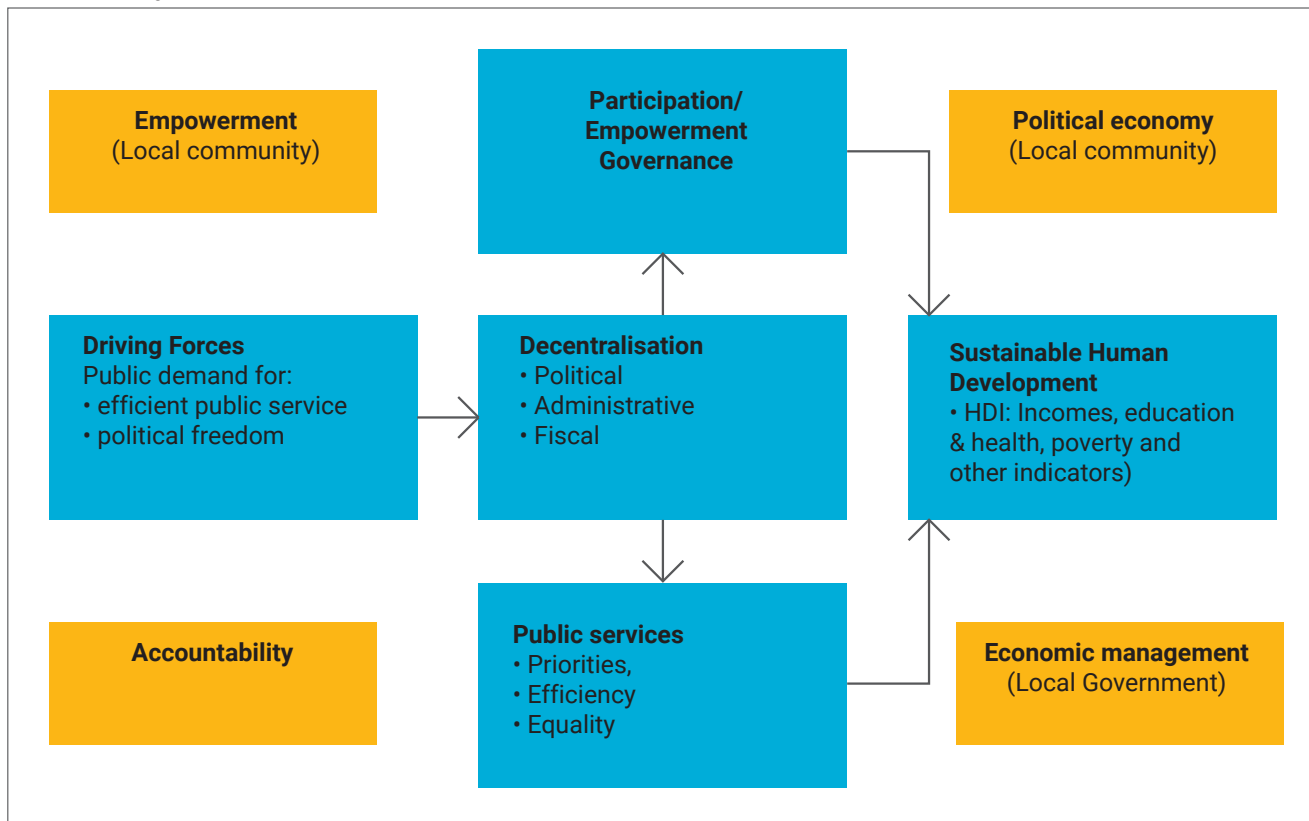 Empowerment
(Local community)
Participation/
Empowerment
Governance
Political economy
(Local community)
Driving Forces
Public demand for:
• efficient public service
• political freedom
Decentralisation
• Political
• Administrative
• Fiscal
Sustainable Human
Development
• HDI: Incomes, education
& health, poverty and
other indicators)
Accountability
Public services
• Priorities,
• Efficiency
• Equality
Economic management
(Local Government)